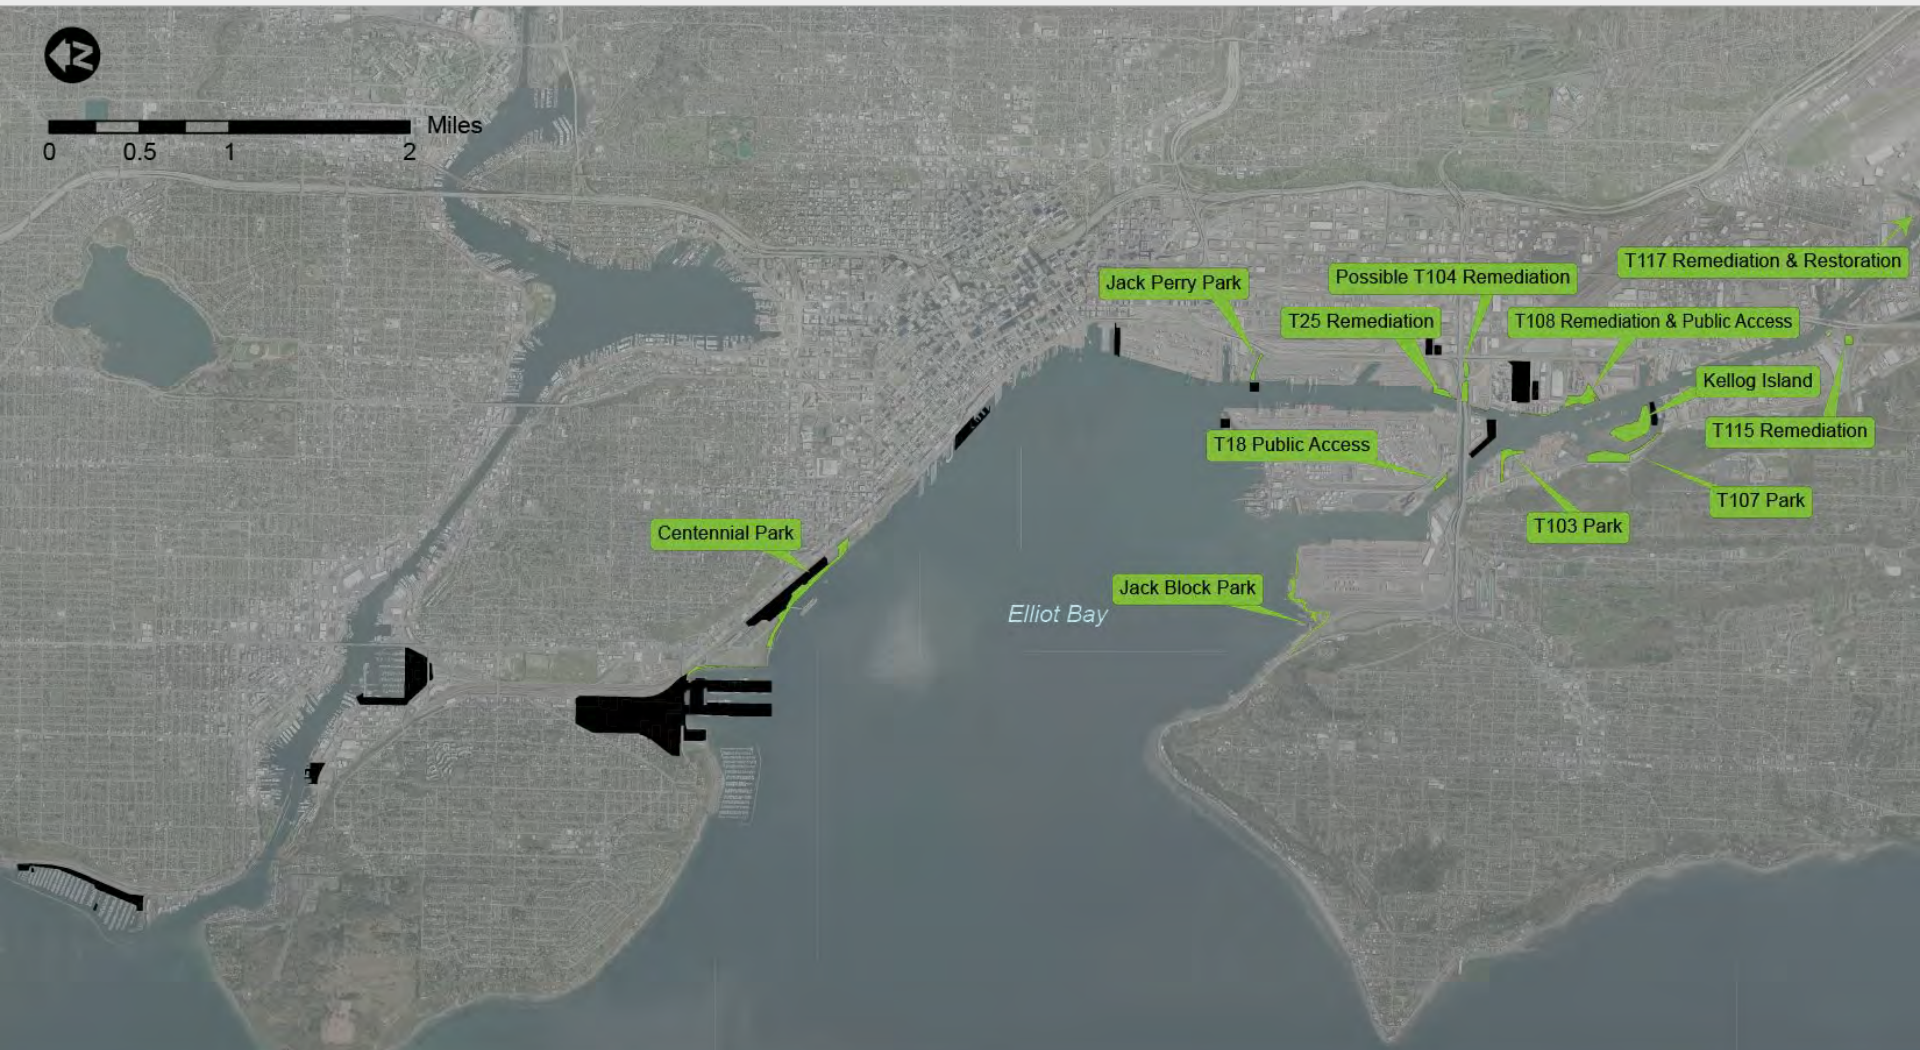 N
Miles
0 0.5 1 2
T117 Remediation & Restoration
Possible T104 Remediation
Jack Perry Park
T25 Remediation
T108 Remediation & Public Access
Kellog Island
T115 Remediation
T18 Public Access
T107 Park
T103 Park
Centennial Park
Jack Block Park
Elliot Bay